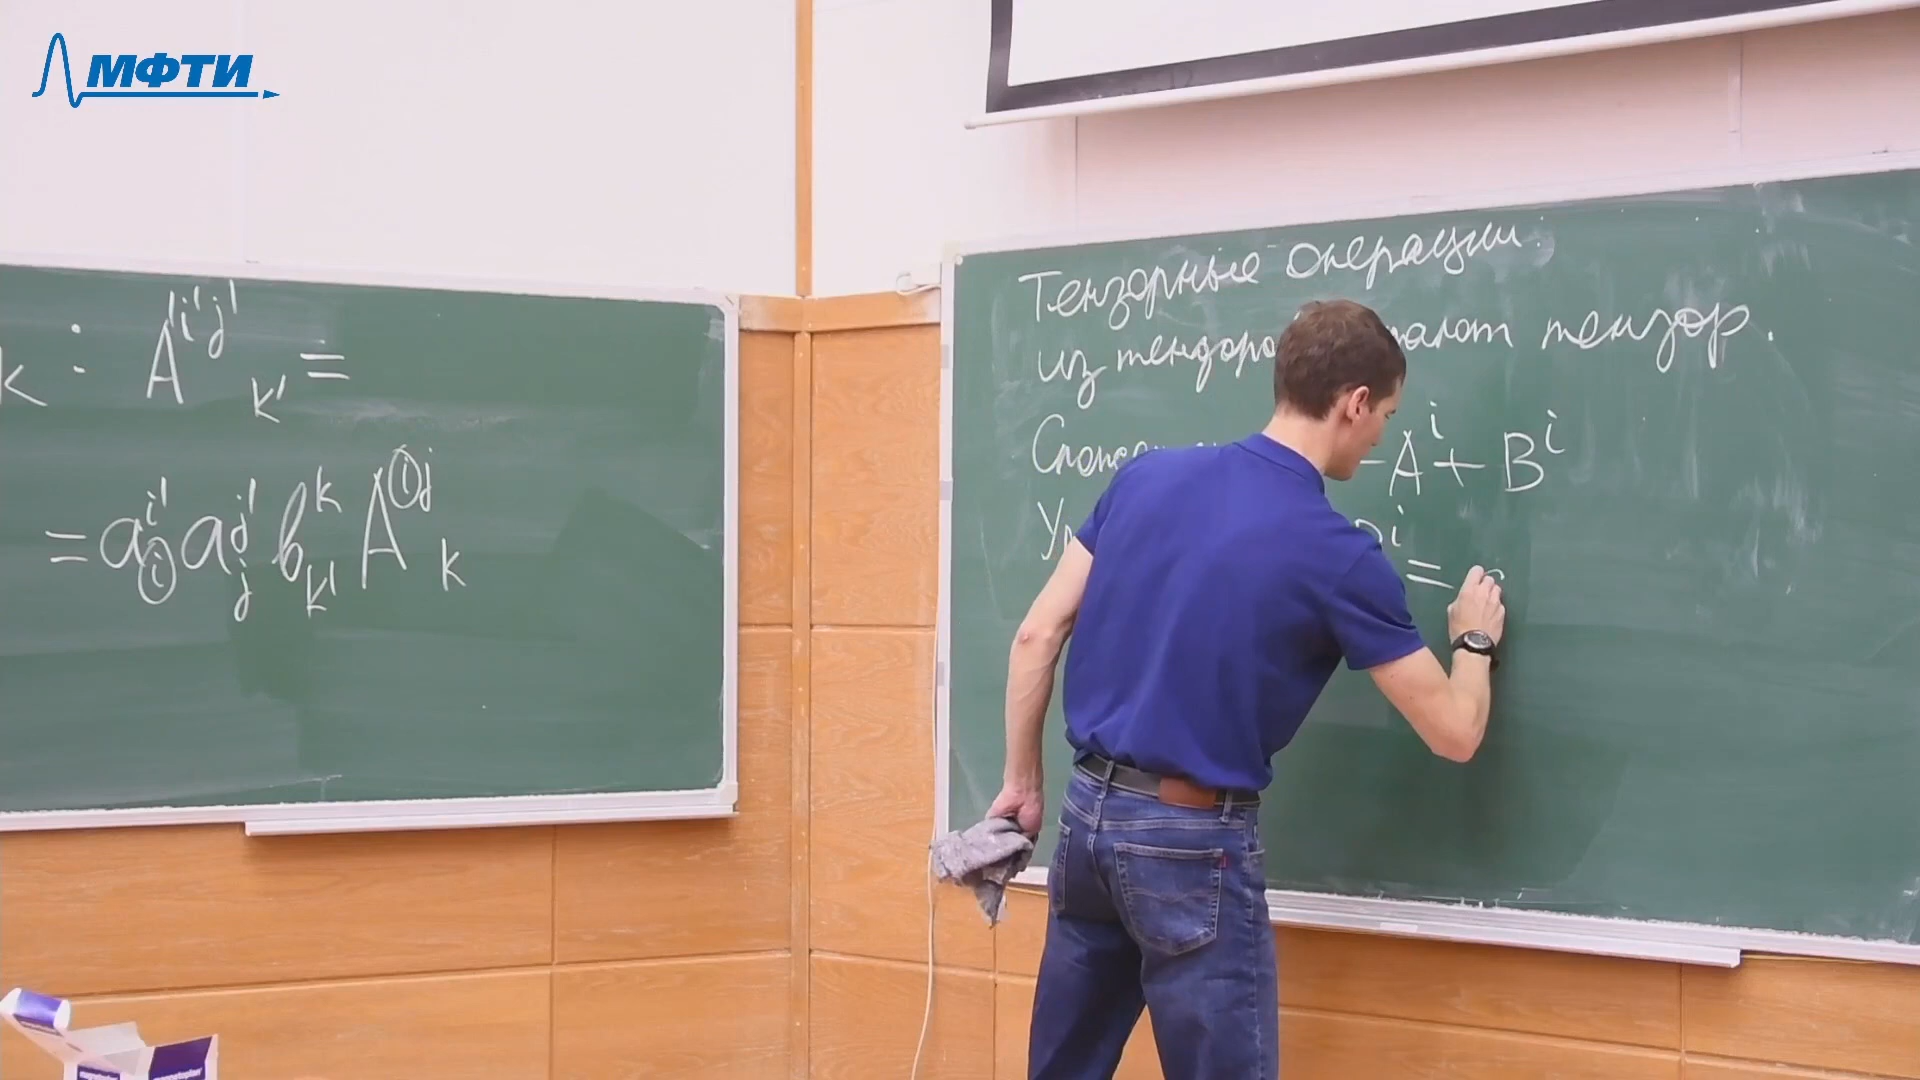 МФТИ
k : A^{i'j'}_{k'} =
= a^{i'}_{i} a^{j'}_{j} b^{k}_{k'} A^{ij}_{k}
Тензорные операции.
из тензоров тензор.
A^i + B^i
i =